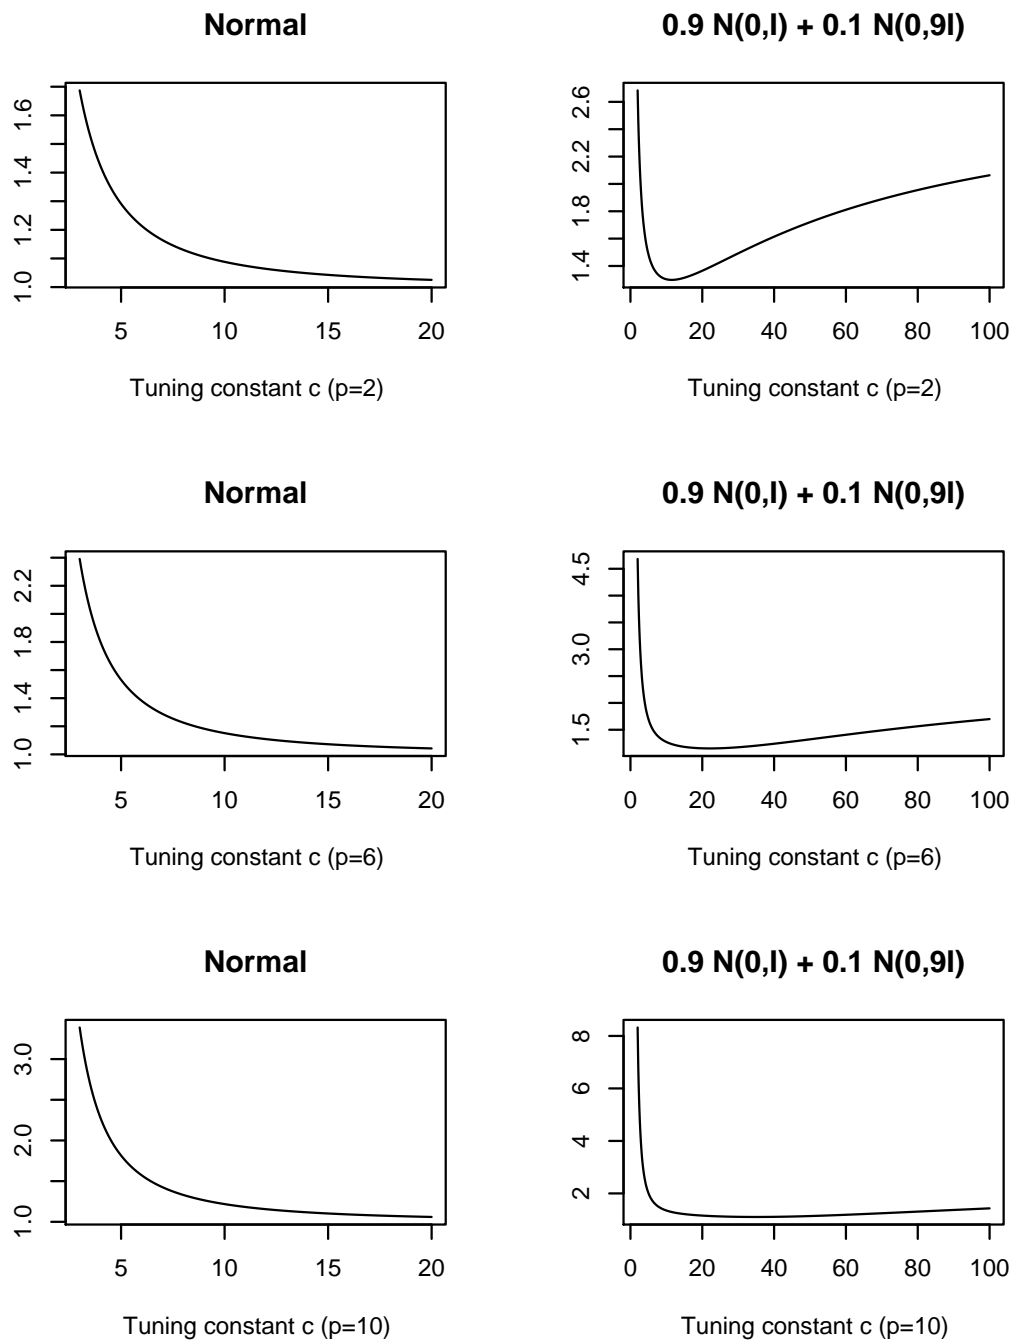 Normal
0.9 N(0,I) + 0.1 N(0,9I)
1.0 1.2 1.4 1.6
5 10 15 20
Tuning constant c (p=2)
1.4 1.8 2.2 2.6
0 20 40 60 80 100
Tuning constant c (p=2)
Normal
0.9 N(0,I) + 0.1 N(0,9I)
1.0 1.4 1.8 2.2
5 10 15 20
Tuning constant c (p=6)
1.5 3.0 4.5
0 20 40 60 80 100
Tuning constant c (p=6)
Normal
0.9 N(0,I) + 0.1 N(0,9I)
1.0 2.0 3.0
5 10 15 20
Tuning constant c (p=10)
2 4 6 8
0 20 40 60 80 100
Tuning constant c (p=10)